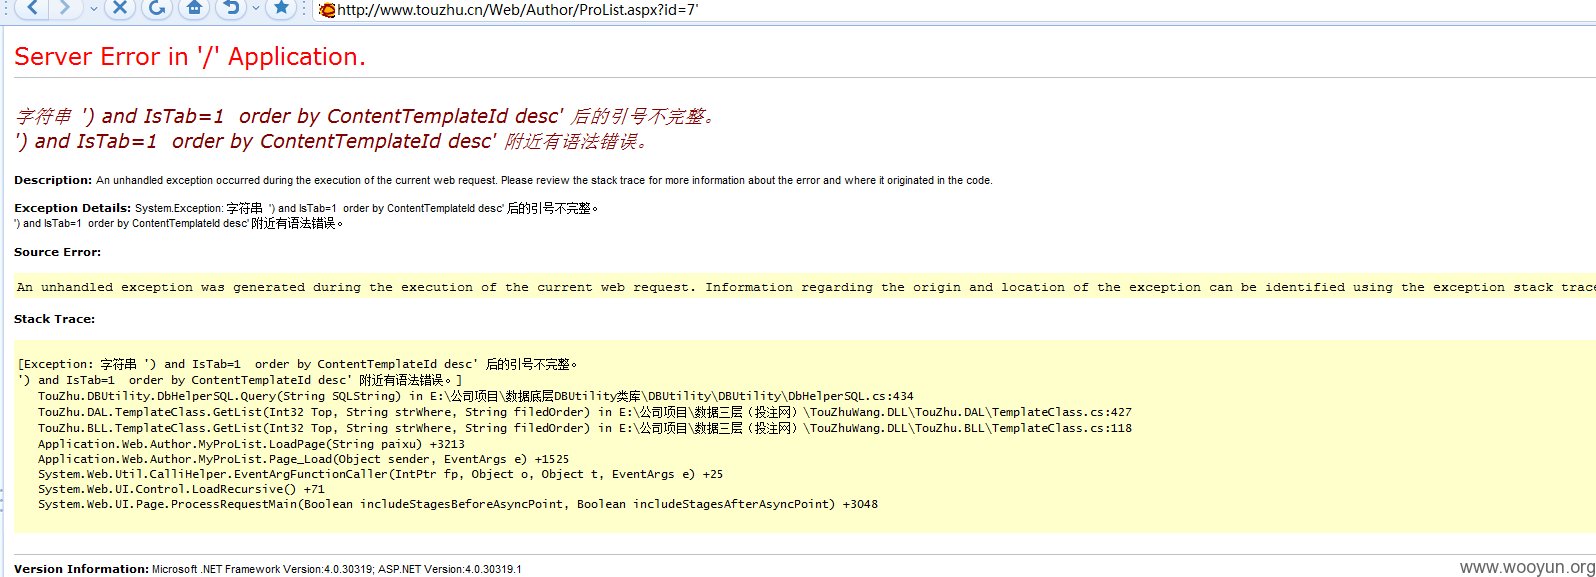 http://www.touzhu.cn/Web/Author/ProList.aspx?id=7'
Server Error in '/' Application.
字符串 ') and IsTab=1  order by ContentTemplateId desc' 后的引号不完整。
') and IsTab=1  order by ContentTemplateId desc' 附近有语法错误。
Description: An unhandled exception occurred during the execution of the current web request. Please review the stack trace for more information about the error and where it originated in the code.
Exception Details: System.Exception: 字符串 ') and IsTab=1  order by ContentTemplateId desc' 后的引号不完整。
') and IsTab=1  order by ContentTemplateId desc' 附近有语法错误。
Source Error:
An unhandled exception was generated during the execution of the current web request. Information regarding the origin and location of the exception can be identified using the exception stack trace
Stack Trace:
[Exception: 字符串 ') and IsTab=1  order by ContentTemplateId desc' 后的引号不完整。
') and IsTab=1  order by ContentTemplateId desc' 附近有语法错误。]
TouZhu.DBUtility.DbHelperSQL.Query(String SQLString) in E:\公司项目\数据底层DBUtility类库\DBUtility\DBUtility\DbHelperSQL.cs:434
TouZhu.DAL.TemplateClass.GetList(Int32 Top, String strWhere, String filedOrder) in E:\公司项目\数据三层（投注网）\TouZhuWang.DLL\TouZhu.DAL\TemplateClass.cs:427
TouZhu.BLL.TemplateClass.GetList(Int32 Top, String strWhere, String filedOrder) in E:\公司项目\数据三层（投注网）\TouZhuWang.DLL\TouZhu.BLL\TemplateClass.cs:118
Application.Web.Author.MyProList.LoadPage(String paixu) +3213
Application.Web.Author.MyProList.Page_Load(Object sender, EventArgs e) +1525
System.Web.Util.CalliHelper.EventArgFunctionCaller(IntPtr fp, Object o, Object t, EventArgs e) +25
System.Web.UI.Control.LoadRecursive() +71
System.Web.UI.Page.ProcessRequestMain(Boolean includeStagesBeforeAsyncPoint, Boolean includeStagesAfterAsyncPoint) +3048
Version Information: Microsoft .NET Framework Version:4.0.30319; ASP.NET Version:4.0.30319.1
www.wooyun.org